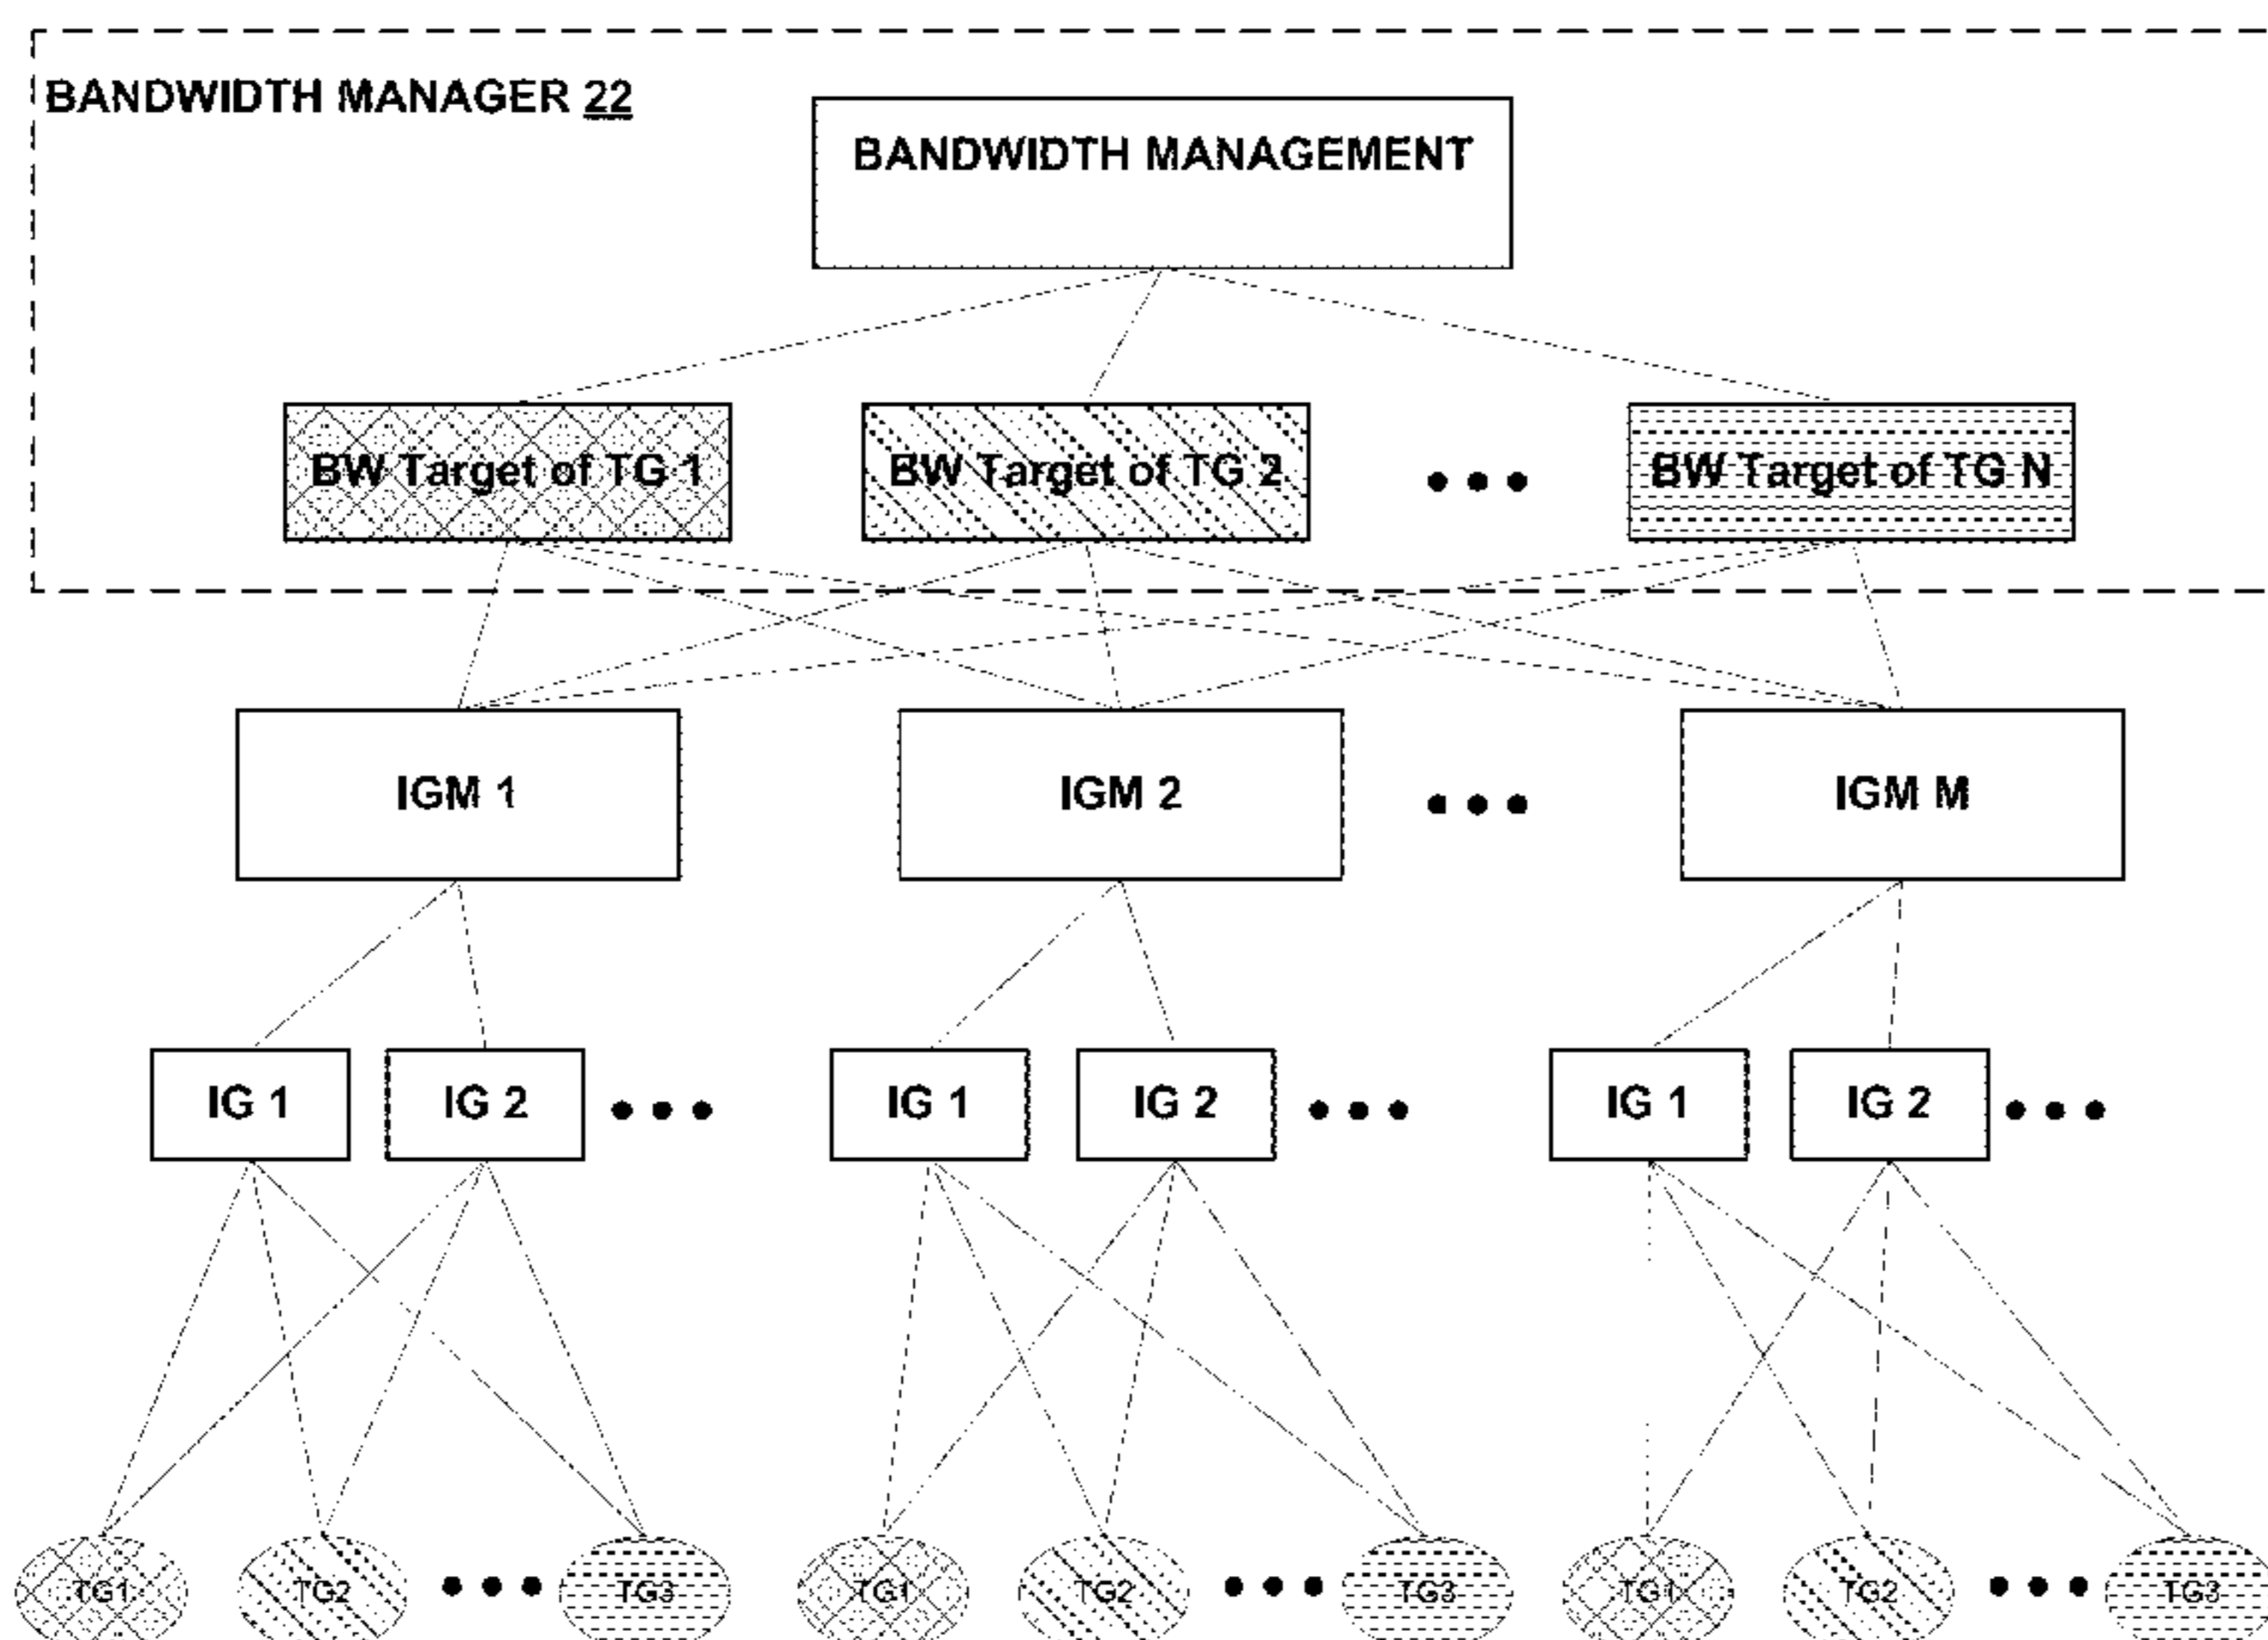 BANDWIDTH MANAGER 22
BANDWIDTH MANAGEMENT
BW Target of TG 1
BW Target of TG 2
BW Target of TG N
IGM 1
IGM 2
IGM M
IG 1
IG 2
IG 1
IG 2
IG 1
IG 2
TG1
TG2
TG3
TG1
TG2
TG3
TG1
TG2
TG3